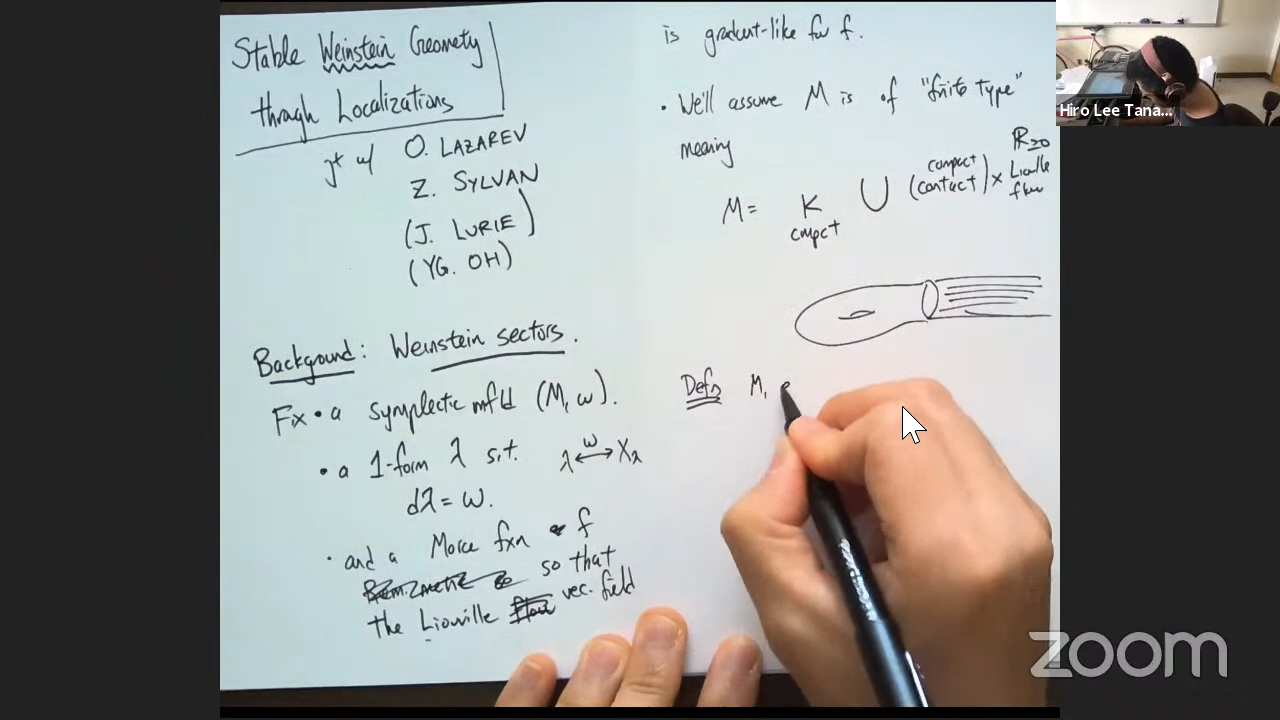 Stable Weinstein Geometry
through Localizations
jt w/ O. LAZAREV
Z. SYLVAN
(J. LURIE)
(YG. OH)
Background: Weinstein sectors.
Fix • a symplectic mfld (M, ω).
• a 1-form λ s.t. λ ⟷ X_λ
ω
dλ = ω.
• and a Morse fxn f
so that
the Liouville vec. field
is gradient-like for f.
• We'll assume M is of "finite type"
meaning
M = K ∪ (compact contact) × ℝ≥0 Liouville flow
cmpct
Defn M,
Hiro Lee Tana...
zoom